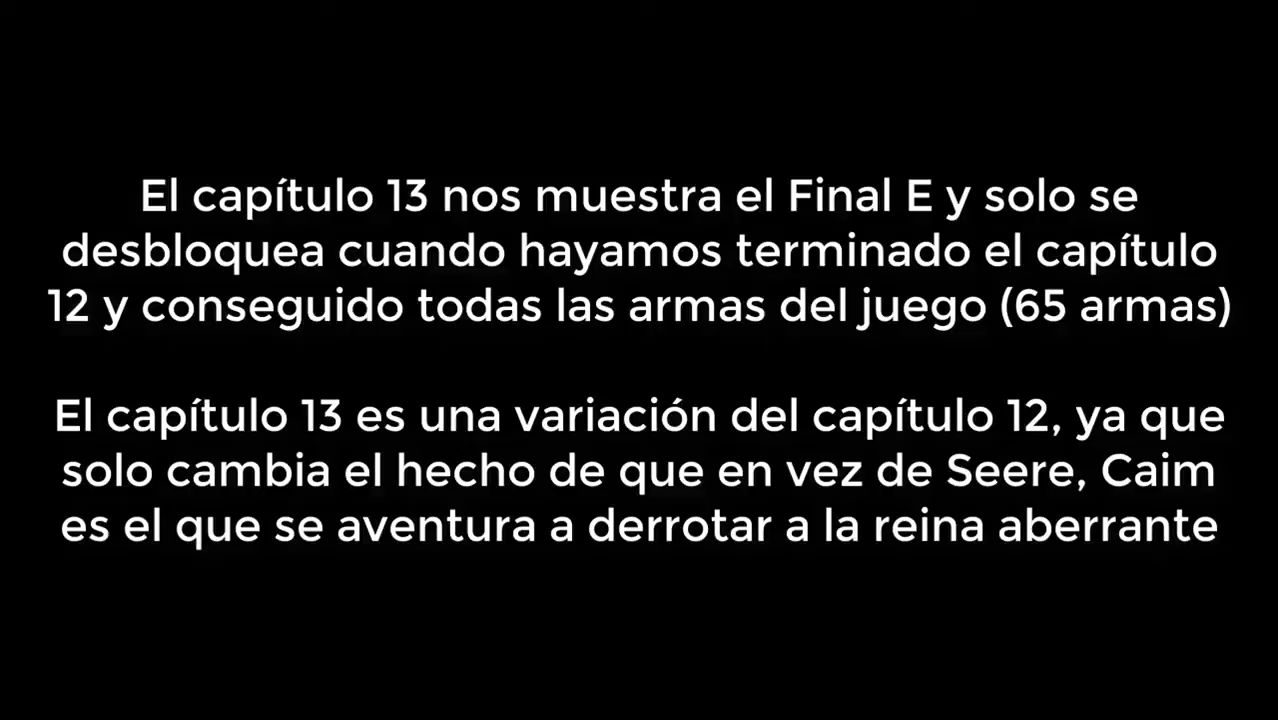 El capítulo 13 nos muestra el Final E y solo se
desbloquea cuando hayamos terminado el capítulo
12 y conseguido todas las armas del juego (65 armas)
El capítulo 13 es una variación del capítulo 12, ya que
solo cambia el hecho de que en vez de Seere, Caim
es el que se aventura a derrotar a la reina aberrante